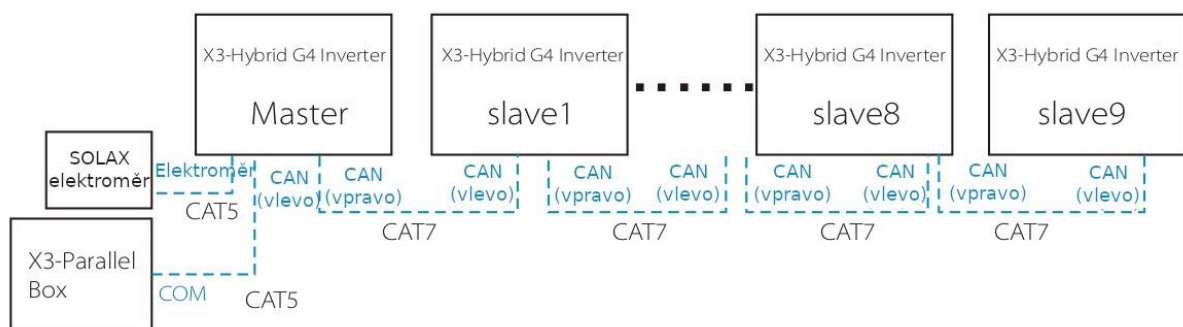 X3-Hybrid G4 Inverter
Master
X3-Hybrid G4 Inverter
slave1
X3-Hybrid G4 Inverter
slave8
X3-Hybrid G4 Inverter
slave9
SOLAX
elektroměr
Elektroměr
CAT5
CAN
(vlevo)
CAN
(vpravo)
CAN
(vlevo)
CAT7
CAN
(vpravo)
CAN
(vlevo)
CAT7
CAN
(vpravo)
CAN
(vlevo)
CAT7
CAN
(vpravo)
CAN
(vlevo)
CAT7
X3-Parallel
Box
COM
CAT5